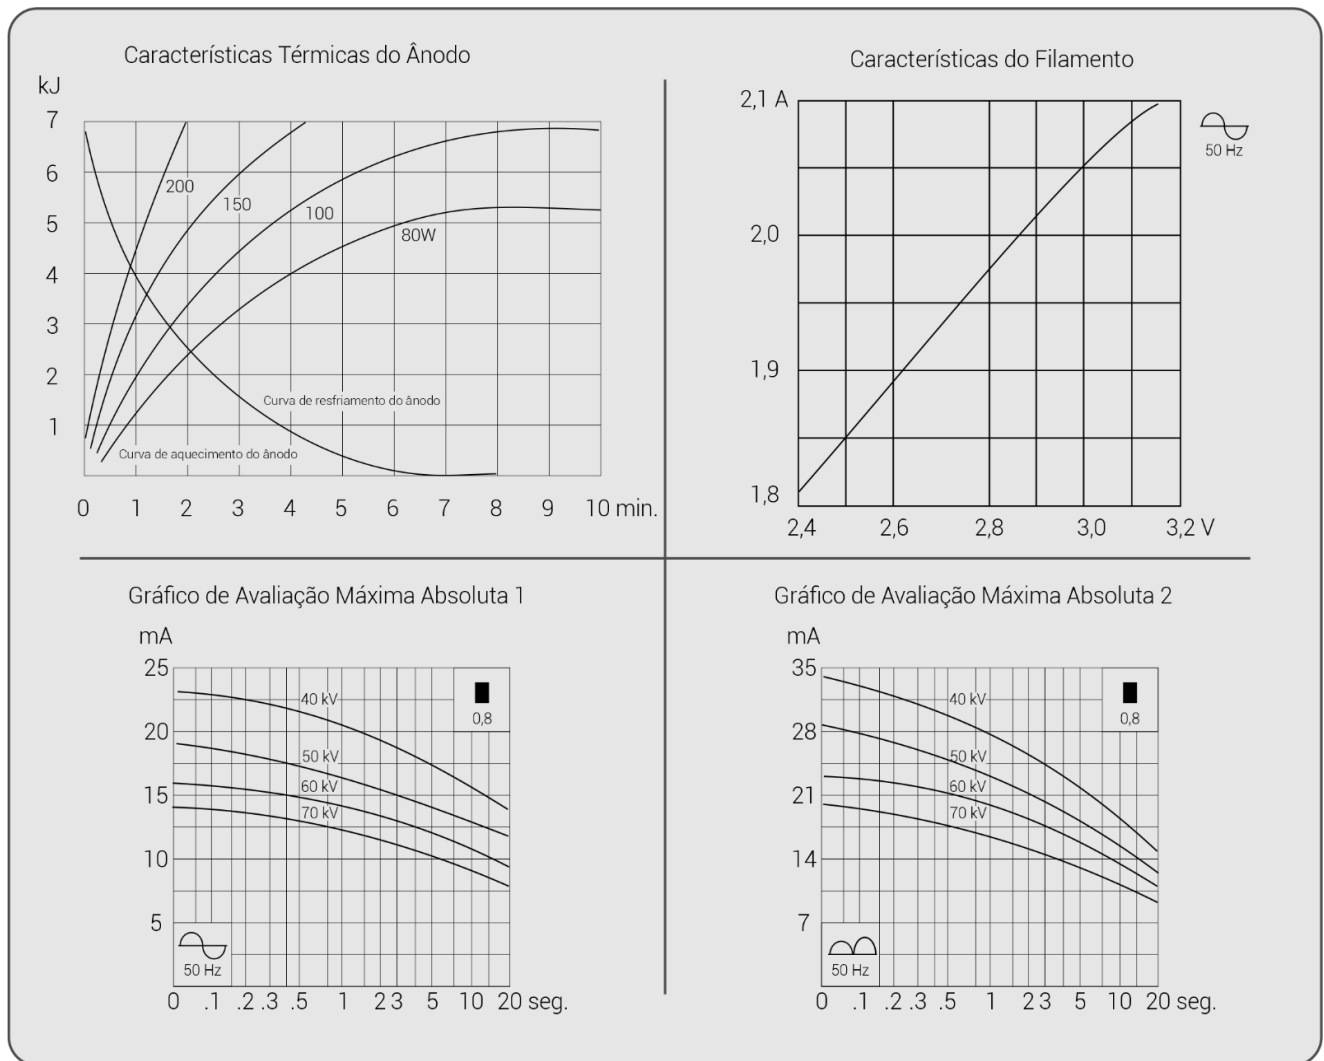 Características Térmicas do Ânodo
kJ
7
6
5
4
3
2
1
200
150
100
80W
Curva de resfriamento do ânodo
Curva de aquecimento do ânodo
0 1 2 3 4 5 6 7 8 9 10 min.
Características do Filamento
2,1 A
2,0
1,9
1,8
50 Hz
2,4 2,6 2,8 3,0 3,2 V
Gráfico de Avaliação Máxima Absoluta 1
mA
25
20
15
10
5
40 kV
50 kV
60 kV
70 kV
0,8
50 Hz
0 .1 .2 .3 .5 1 2 3 5 10 20 seg.
Gráfico de Avaliação Máxima Absoluta 2
mA
35
28
21
14
7
40 kV
50 kV
60 kV
70 kV
0,8
50 Hz
0 .1 .2 .3 .5 1 2 3 5 10 20 seg.